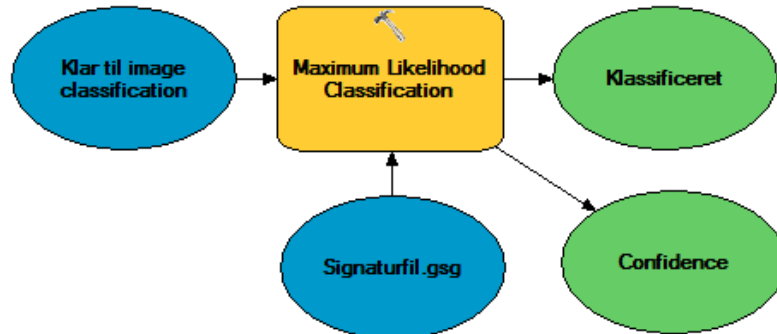 Klar til image
classification
Maximum Likelihood
Classification
Klassificeret
Signaturfil.gsg
Confidence